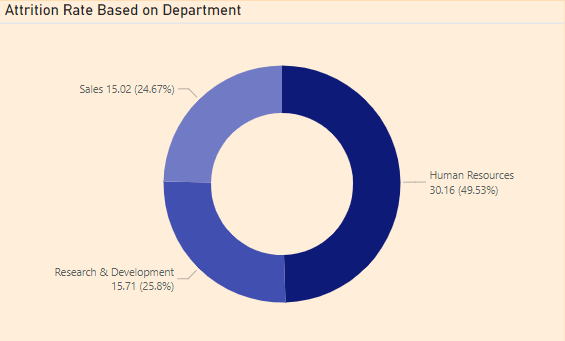 Attrition Rate Based on Department
Sales 15.02 (24.67%)
Human Resources
30.16 (49.53%)
Research & Development
15.71 (25.8%)